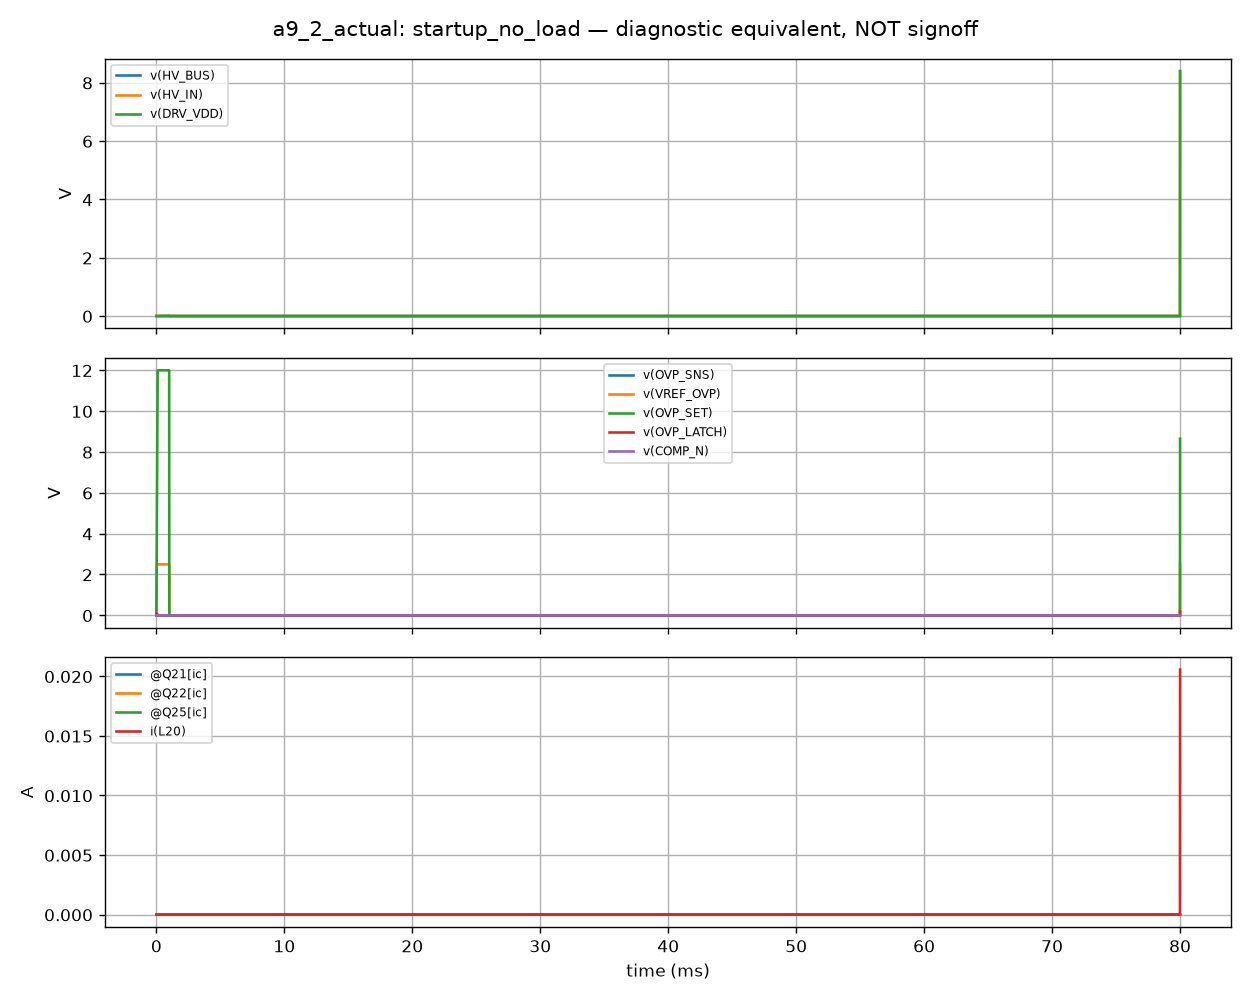 a9_2_actual: startup_no_load — diagnostic equivalent, NOT signoff
v(HV_BUS)
v(HV_IN)
v(DRV_VDD)
8
6
4
2
0
V
v(OVP_SNS)
v(VREF_OVP)
v(OVP_SET)
v(OVP_LATCH)
v(COMP_N)
12
10
8
6
4
2
0
V
@Q21[ic]
@Q22[ic]
@Q25[ic]
i(L20)
0.020
0.015
0.010
0.005
0.000
A
0 10 20 30 40 50 60 70 80
time (ms)